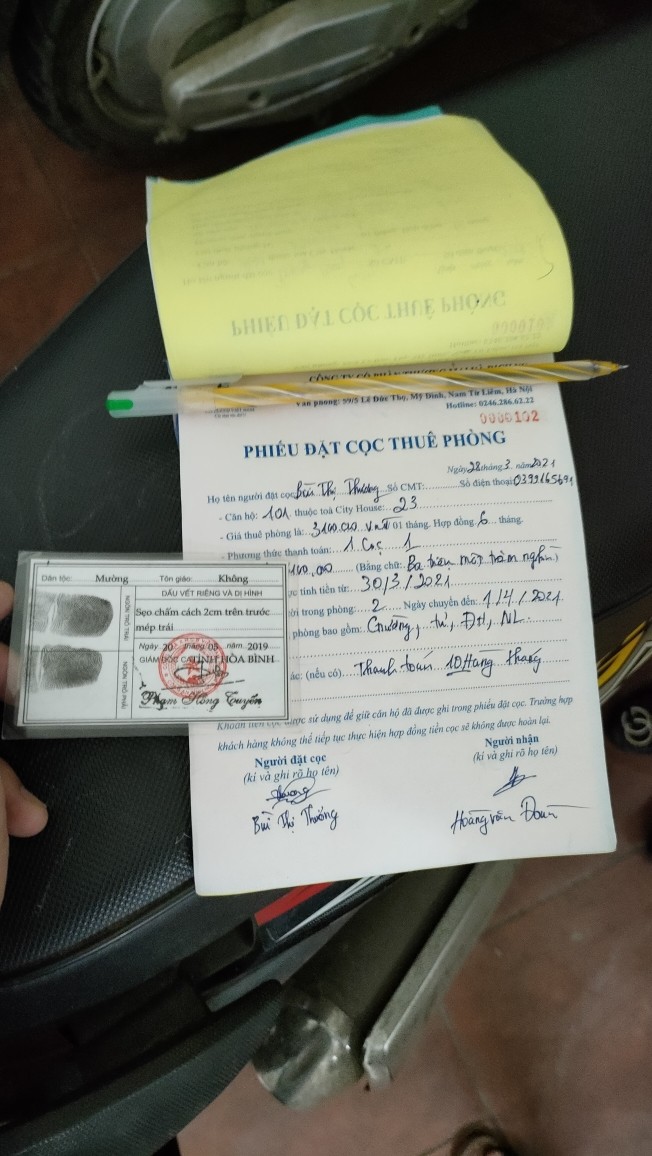 PHIẾU ĐẶT CỌC THUÊ PHÒNG
Văn phòng: 59/5 Lê Đức Thọ, Mỹ Đình, Nam Từ Liêm, Hà Nội
Hotline: 0246.286.62.22
0000102
PHIẾU ĐẶT CỌC THUÊ PHÒNG
Ngày 28 tháng 3 năm 2021
Họ tên người đặt cọc Bùi Thị Thương Số CMT: Số điện thoại 0399165691
- Căn hộ: 101 thuộc toà City House: 23
- Giá thuê phòng là: 3100.000 VNĐ 01 tháng. Hợp đồng 6 tháng.
- Phương thức thanh toán: 1 cọc 1
100.000 (Bằng chữ: Ba triệu một trăm nghìn)
tính tiền từ: 30/3/2021
trong phòng: 2 Ngày chuyển đến: 1/4/2021
phòng bao gồm: Giường, tủ, ĐH, NL
(nếu có) Thanh toán 10 Hàng tháng
Khoản tiền cọc được sử dụng để giữ căn hộ đã được ghi trong phiếu đặt cọc. Trường hợp
khách hàng không thể tiếp tục thực hiện hợp đồng tiền cọc sẽ không được hoàn lại.
Người đặt cọc Người nhận
(kí và ghi rõ họ tên) (kí và ghi rõ họ tên)
Bùi Thị Thương Hoàng văn Đoàn
Dân tộc: Mường Tôn giáo: Không
DẤU VẾT RIÊNG VÀ DỊ HÌNH
NGÓN TRỎ TRÁI
Sẹo chấm cách 2cm trên trước
mép trái
Ngày 20 tháng 05 năm 2019
NGÓN TRỎ PHẢI
GIÁM ĐỐC CA TỈNH HÒA BÌNH
Phạm Hồng Tuyến